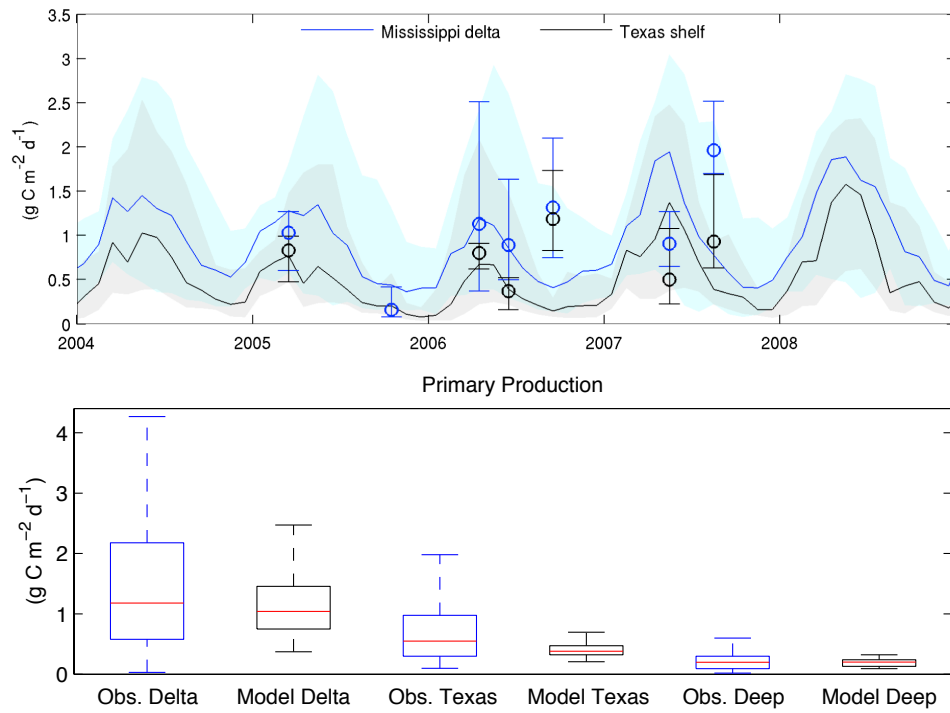 3.5
3
2.5
2
1.5
1
0.5
0
(g C m⁻² d⁻¹)
Mississippi delta
Texas shelf
2004 2005 2006 2007 2008
Primary Production
4
3
2
1
0
(g C m⁻² d⁻¹)
Obs. Delta Model Delta Obs. Texas Model Texas Obs. Deep Model Deep